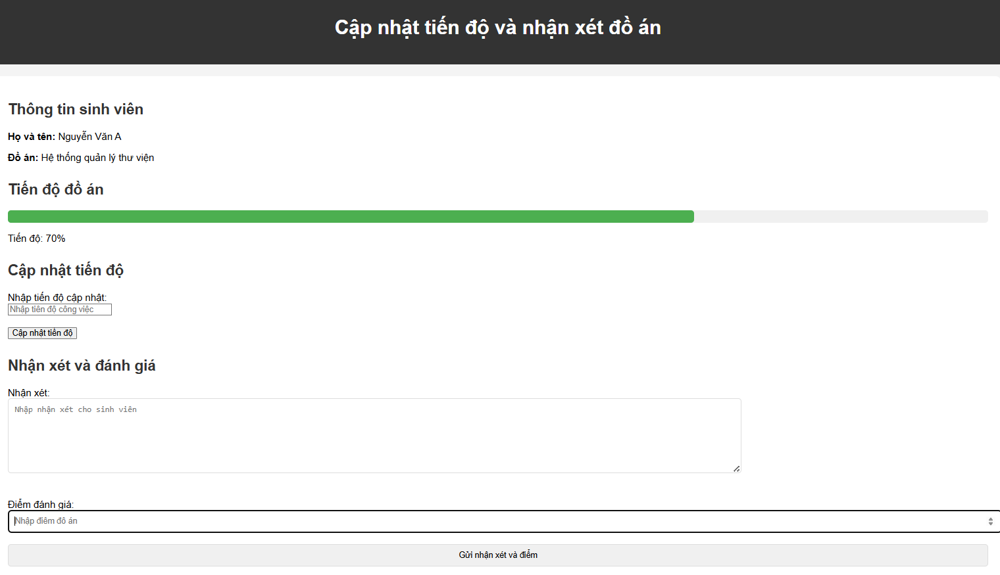 Cập nhật tiến độ và nhận xét đồ án
Thông tin sinh viên
Họ và tên: Nguyễn Văn A
Đồ án: Hệ thống quản lý thư viện
Tiến độ đồ án
Tiến độ: 70%
Cập nhật tiến độ
Nhập tiến độ cập nhật:
Nhập tiến độ công việc
Cập nhật tiến độ
Nhận xét và đánh giá
Nhận xét:
Nhập nhận xét cho sinh viên
Điểm đánh giá:
Nhập điểm đồ án
Gửi nhận xét và điểm